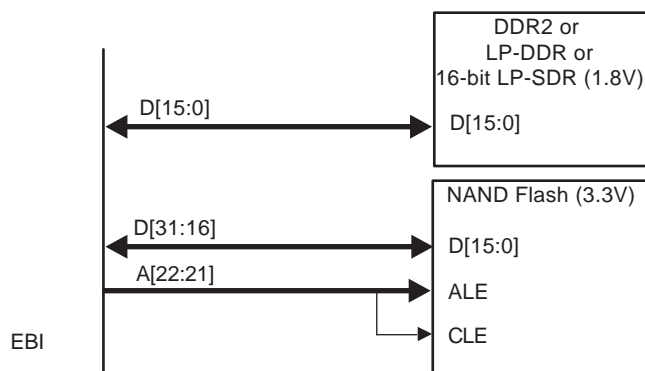 DDR2 or
LP-DDR or
16-bit LP-SDR (1.8V)
D[15:0]
D[15:0]
NAND Flash (3.3V)
D[31:16]
D[15:0]
A[22:21]
ALE
CLE
EBI